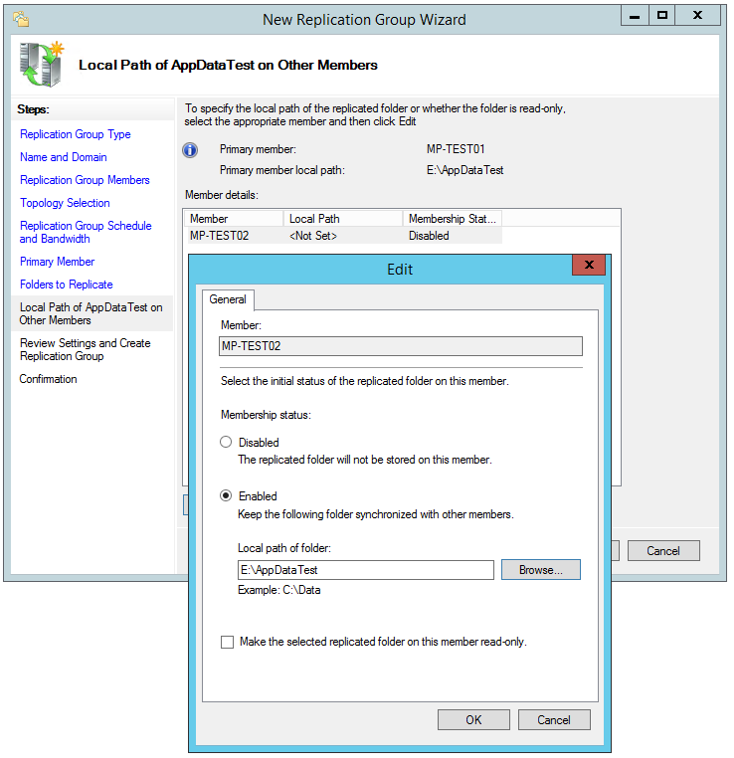 New Replication Group Wizard
Local Path of AppDataTest on Other Members
Steps:
Replication Group Type
Name and Domain
Replication Group Members
Topology Selection
Replication Group Schedule
and Bandwidth
Primary Member
Folders to Replicate
Local Path of AppDataTest on
Other Members
Review Settings and Create
Replication Group
Confirmation
To specify the local path of the replicated folder or whether the folder is read-only,
select the appropriate member and then click Edit
Primary member: MP-TEST01
Primary member local path: E:\AppDataTest
Member details:
Member Local Path Membership Stat...
MP-TEST02 <Not Set> Disabled
Cancel
Edit
General
Member:
MP-TEST02
Select the initial status of the replicated folder on this member.
Membership status:
Disabled
The replicated folder will not be stored on this member.
Enabled
Keep the following folder synchronized with other members.
Local path of folder:
E:\AppDataTest Browse...
Example: C:\Data
Make the selected replicated folder on this member read-only.
OK Cancel